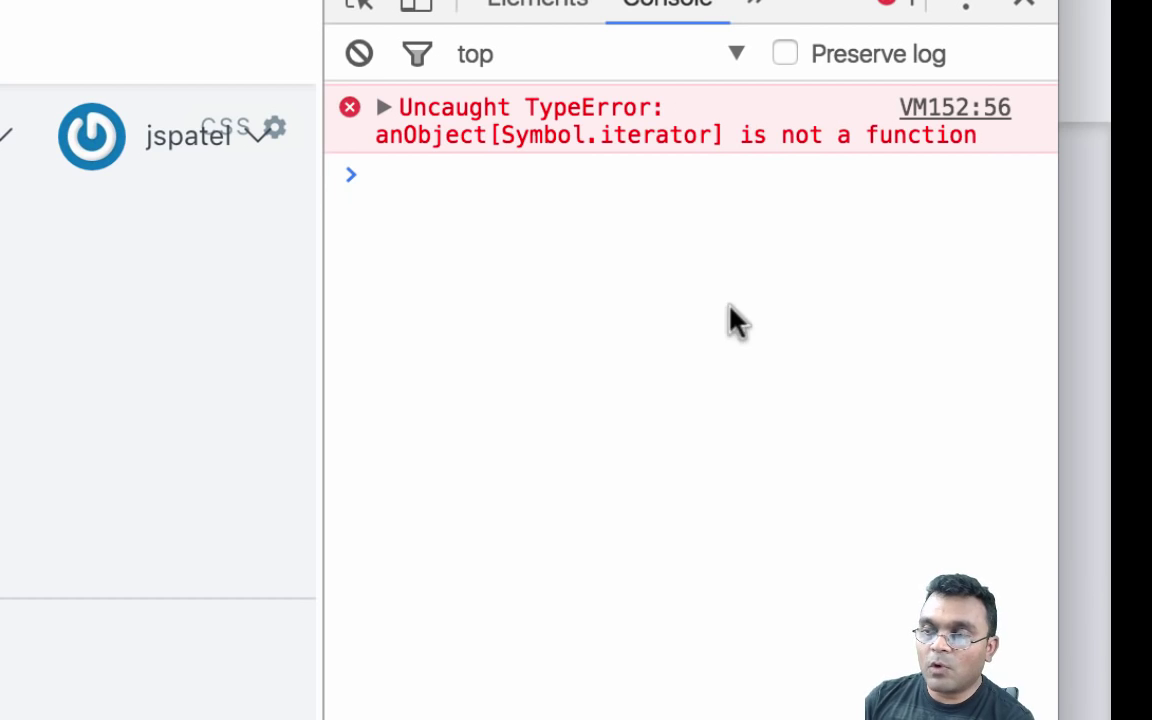 Elements Console
top Preserve log
Uncaught TypeError: VM152:56
anObject[Symbol.iterator] is not a function
jspatel
CSS